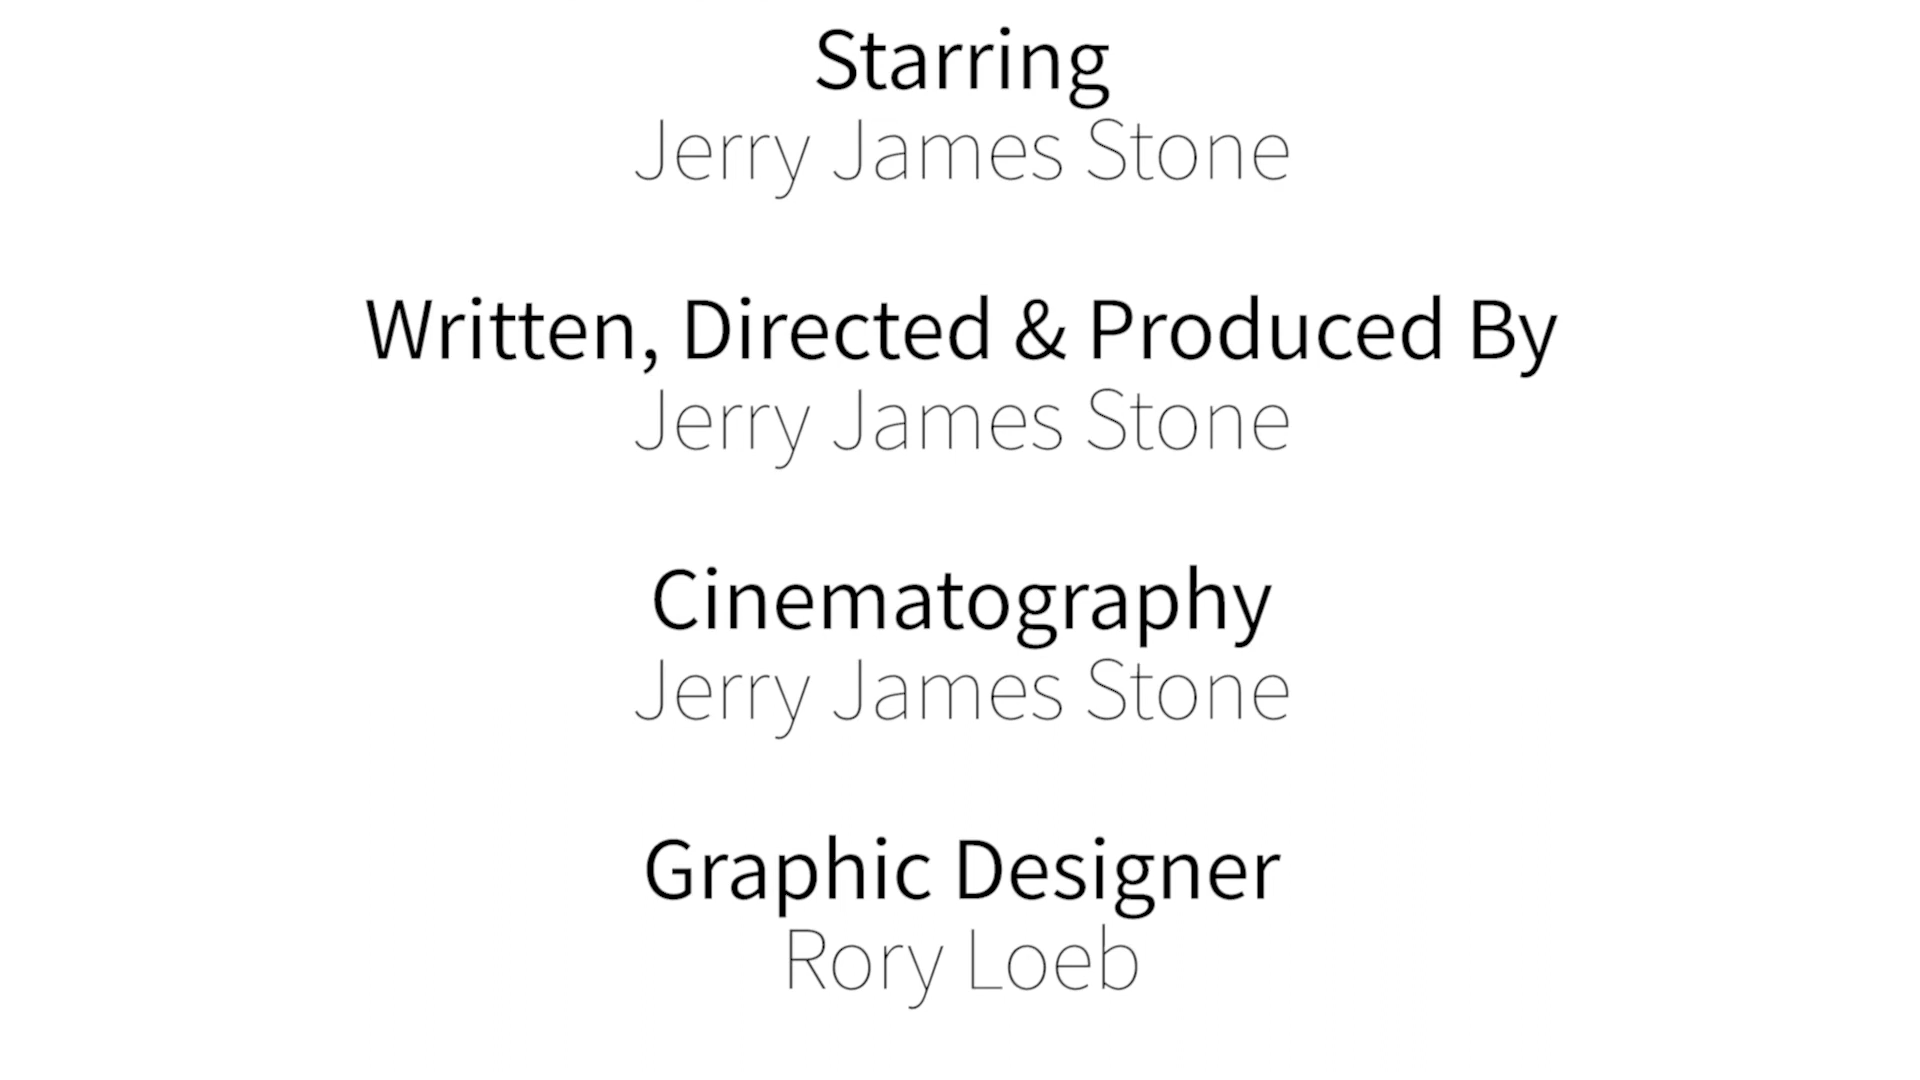 Starring
Jerry James Stone
Written, Directed & Produced By
Jerry James Stone
Cinematography
Jerry James Stone
Graphic Designer
Rory Loeb